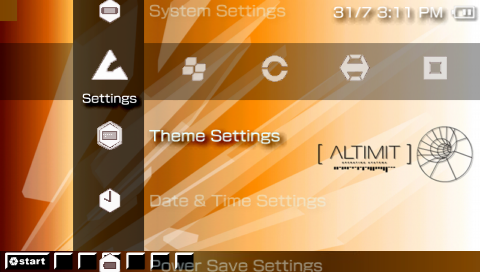 System Settings
31/7 3:11 PM
Settings
Theme Settings
[ ALTIMIT ]
OPERATING SYSTEMS
Date & Time Settings
start
Power Save Settings